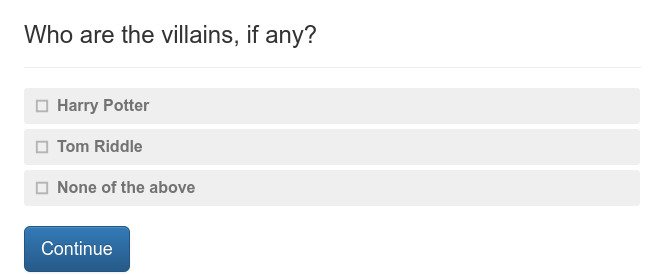 Who are the villains, if any?
Harry Potter
Tom Riddle
None of the above
Continue